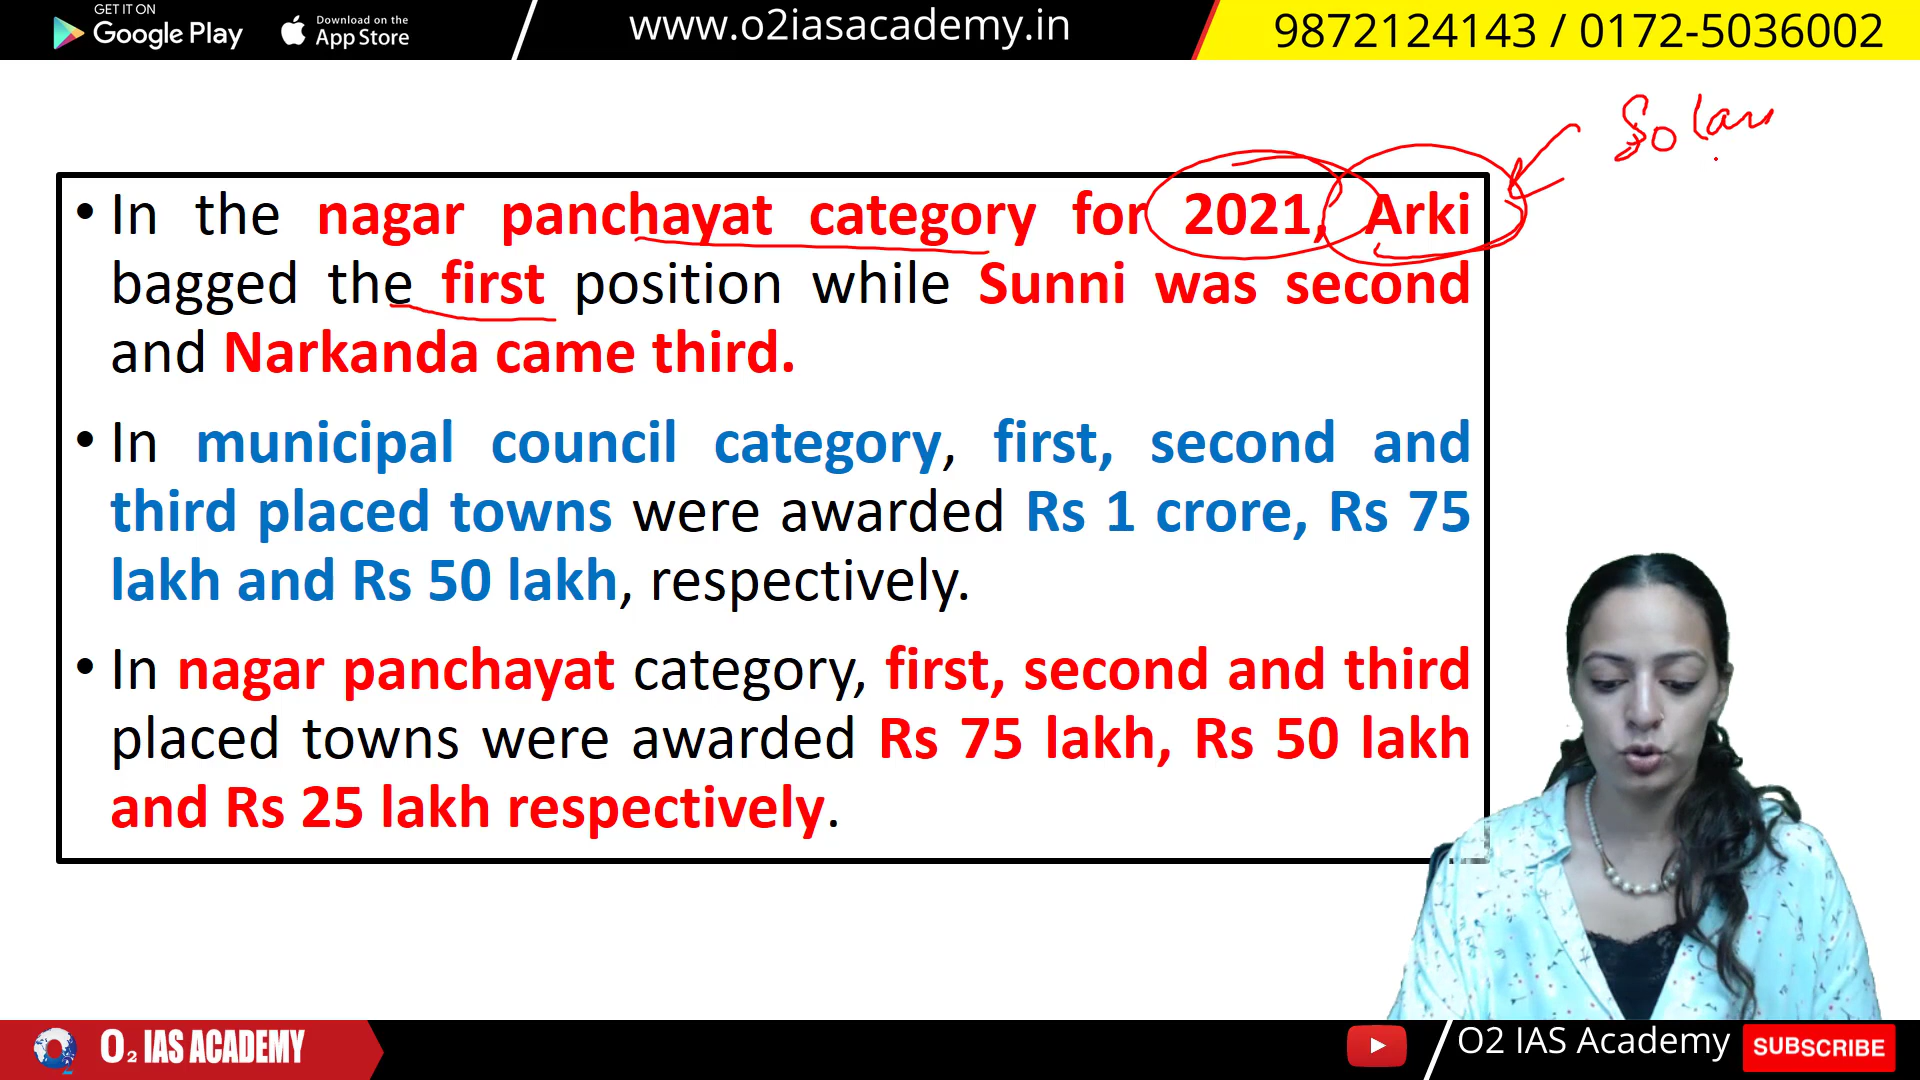 GET IT ON
Google Play
Download on the
App Store
www.o2iasacademy.in
9872124143 / 0172-5036002
Solan
• In the nagar panchayat category for 2021, Arki
bagged the first position while Sunni was second
and Narkanda came third.
• In municipal council category, first, second and
third placed towns were awarded Rs 1 crore, Rs 75
lakh and Rs 50 lakh, respectively.
• In nagar panchayat category, first, second and third
placed towns were awarded Rs 75 lakh, Rs 50 lakh
and Rs 25 lakh respectively.
O2 IAS ACADEMY
O2 IAS Academy
SUBSCRIBE